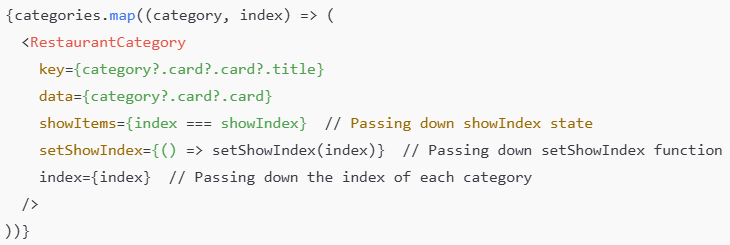 {categories.map((category, index) => (
  <RestaurantCategory
    key={category?.card?.card?.title}
    data={category?.card?.card}
    showItems={index === showIndex}  // Passing down showIndex state
    setShowIndex={() => setShowIndex(index)}  // Passing down setShowIndex function
    index={index}  // Passing down the index of each category
  />
))}